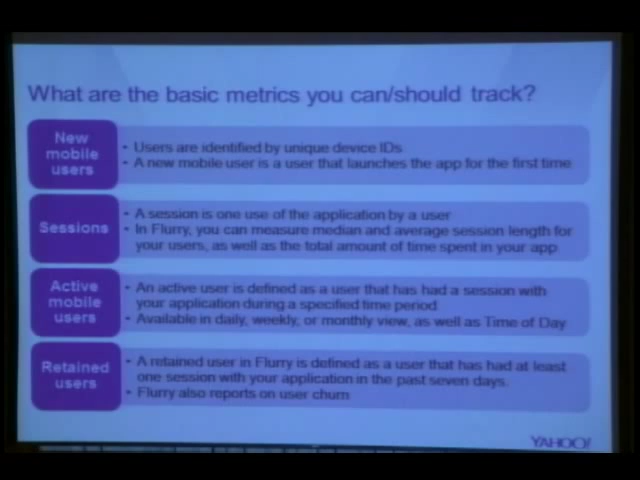 What are the basic metrics you can/should track?
New
mobile
users
• Users are identified by unique device IDs
• A new mobile user is a user that launches the app for the first time
Sessions
• A session is one use of the application by a user
• In Flurry, you can measure median and average session length for
your users, as well as the total amount of time spent in your app
Active
mobile
users
• An active user is defined as a user that has had a session with
your application during a specified time period
• Available in daily, weekly, or monthly view, as well as Time of Day
Retained
users
• A retained user in Flurry is defined as a user that has had at least
one session with your application in the past seven days.
• Flurry also reports on user churn
YAHOO!